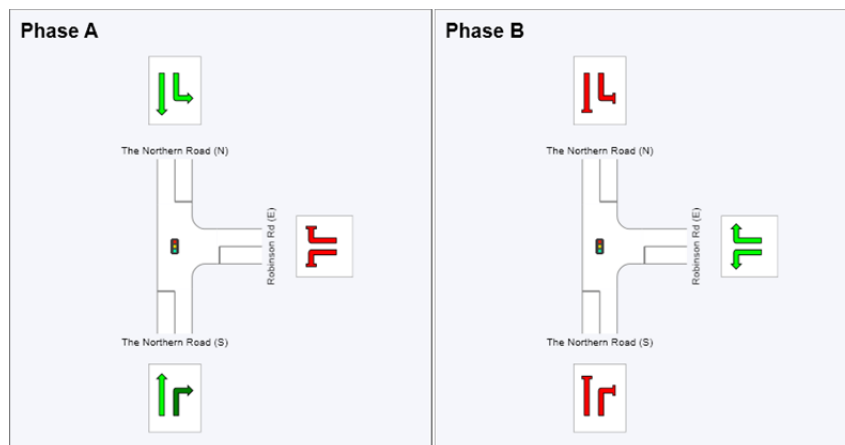 Phase A
The Northern Road (N)
Robinson Rd (E)
The Northern Road (S)
Phase B
The Northern Road (N)
Robinson Rd (E)
The Northern Road (S)